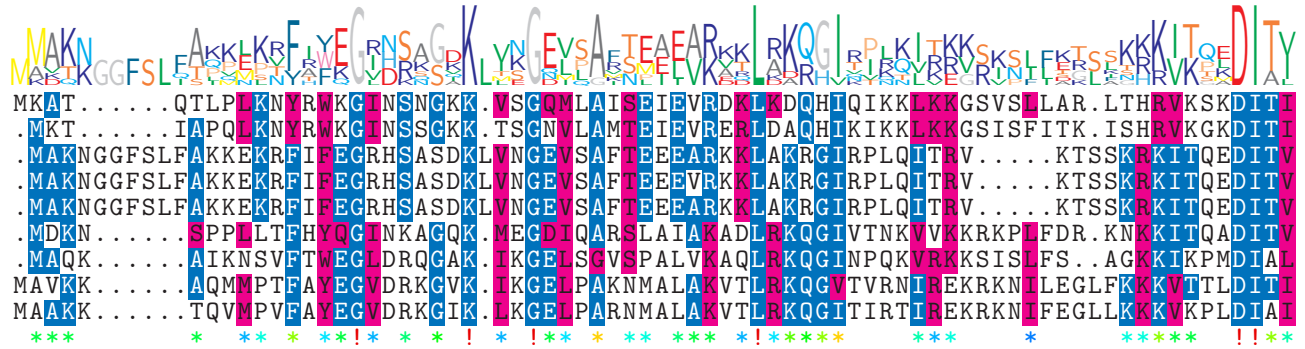 MKAT......QTLPLKNYRWKGINSNGKK.VSGQMLAISEIEVRDKLKDQHIQIKKLKKGSVSLLAR.LTHRVKSKDITI
.MKT......IAPQLKNYRWKGINSSGKK.TSGNVLAMTEIEVRERLDAQHIKIKKLKKGSISFITK.ISHRVKGKDITI
.MAKNGGFSLFAKKEKRFIFEGRHSASDKLVNGEVSAFTEEEARKKLAKRGIRPLQITRV.....KTSSKRKITQEDITV
.MAKNGGFSLFAKKEKRFIFEGRHSASDKLVNGEVSAFTEEEVRKKLAKRGIRPLQITRV.....KTSSKRKITQEDITV
.MAKNGGFSLFAKKEKRFIFEGRHSASDKLVNGEVSAFTEEEARKKLAKRGIRPLQITRV.....KTSSKRKITQEDITV
.MDKN......SPPLLTFHYQGINKAGQK.MEGDIQARSLAIAKADLRKQGIVTNKVVKKRKPLFDR.KNKKITQADITV
.MAQK......AIKNSVFTWEGLDRQGAK.IKGELSGVSPALVKAQLRKQGINPQKVRKKSISLFS..AGKKIKPMDIAL
MAVKK......AQMMPTFAYEGVDRKGVK.IKGELPAKNMALAKVTLRKQGVTVRNIREKRKNILEGLFKKKVTTLDITI
MAAKK......TQVMPVFAYEGVDRKGIK.LKGELPARNMALAKVTLRKQGITIRTIREKRKNIFEGLLKKKVKPLDIAI
*** * ** * **!* * * ! * ! * * ** *** *!***** *** * ***** !!**